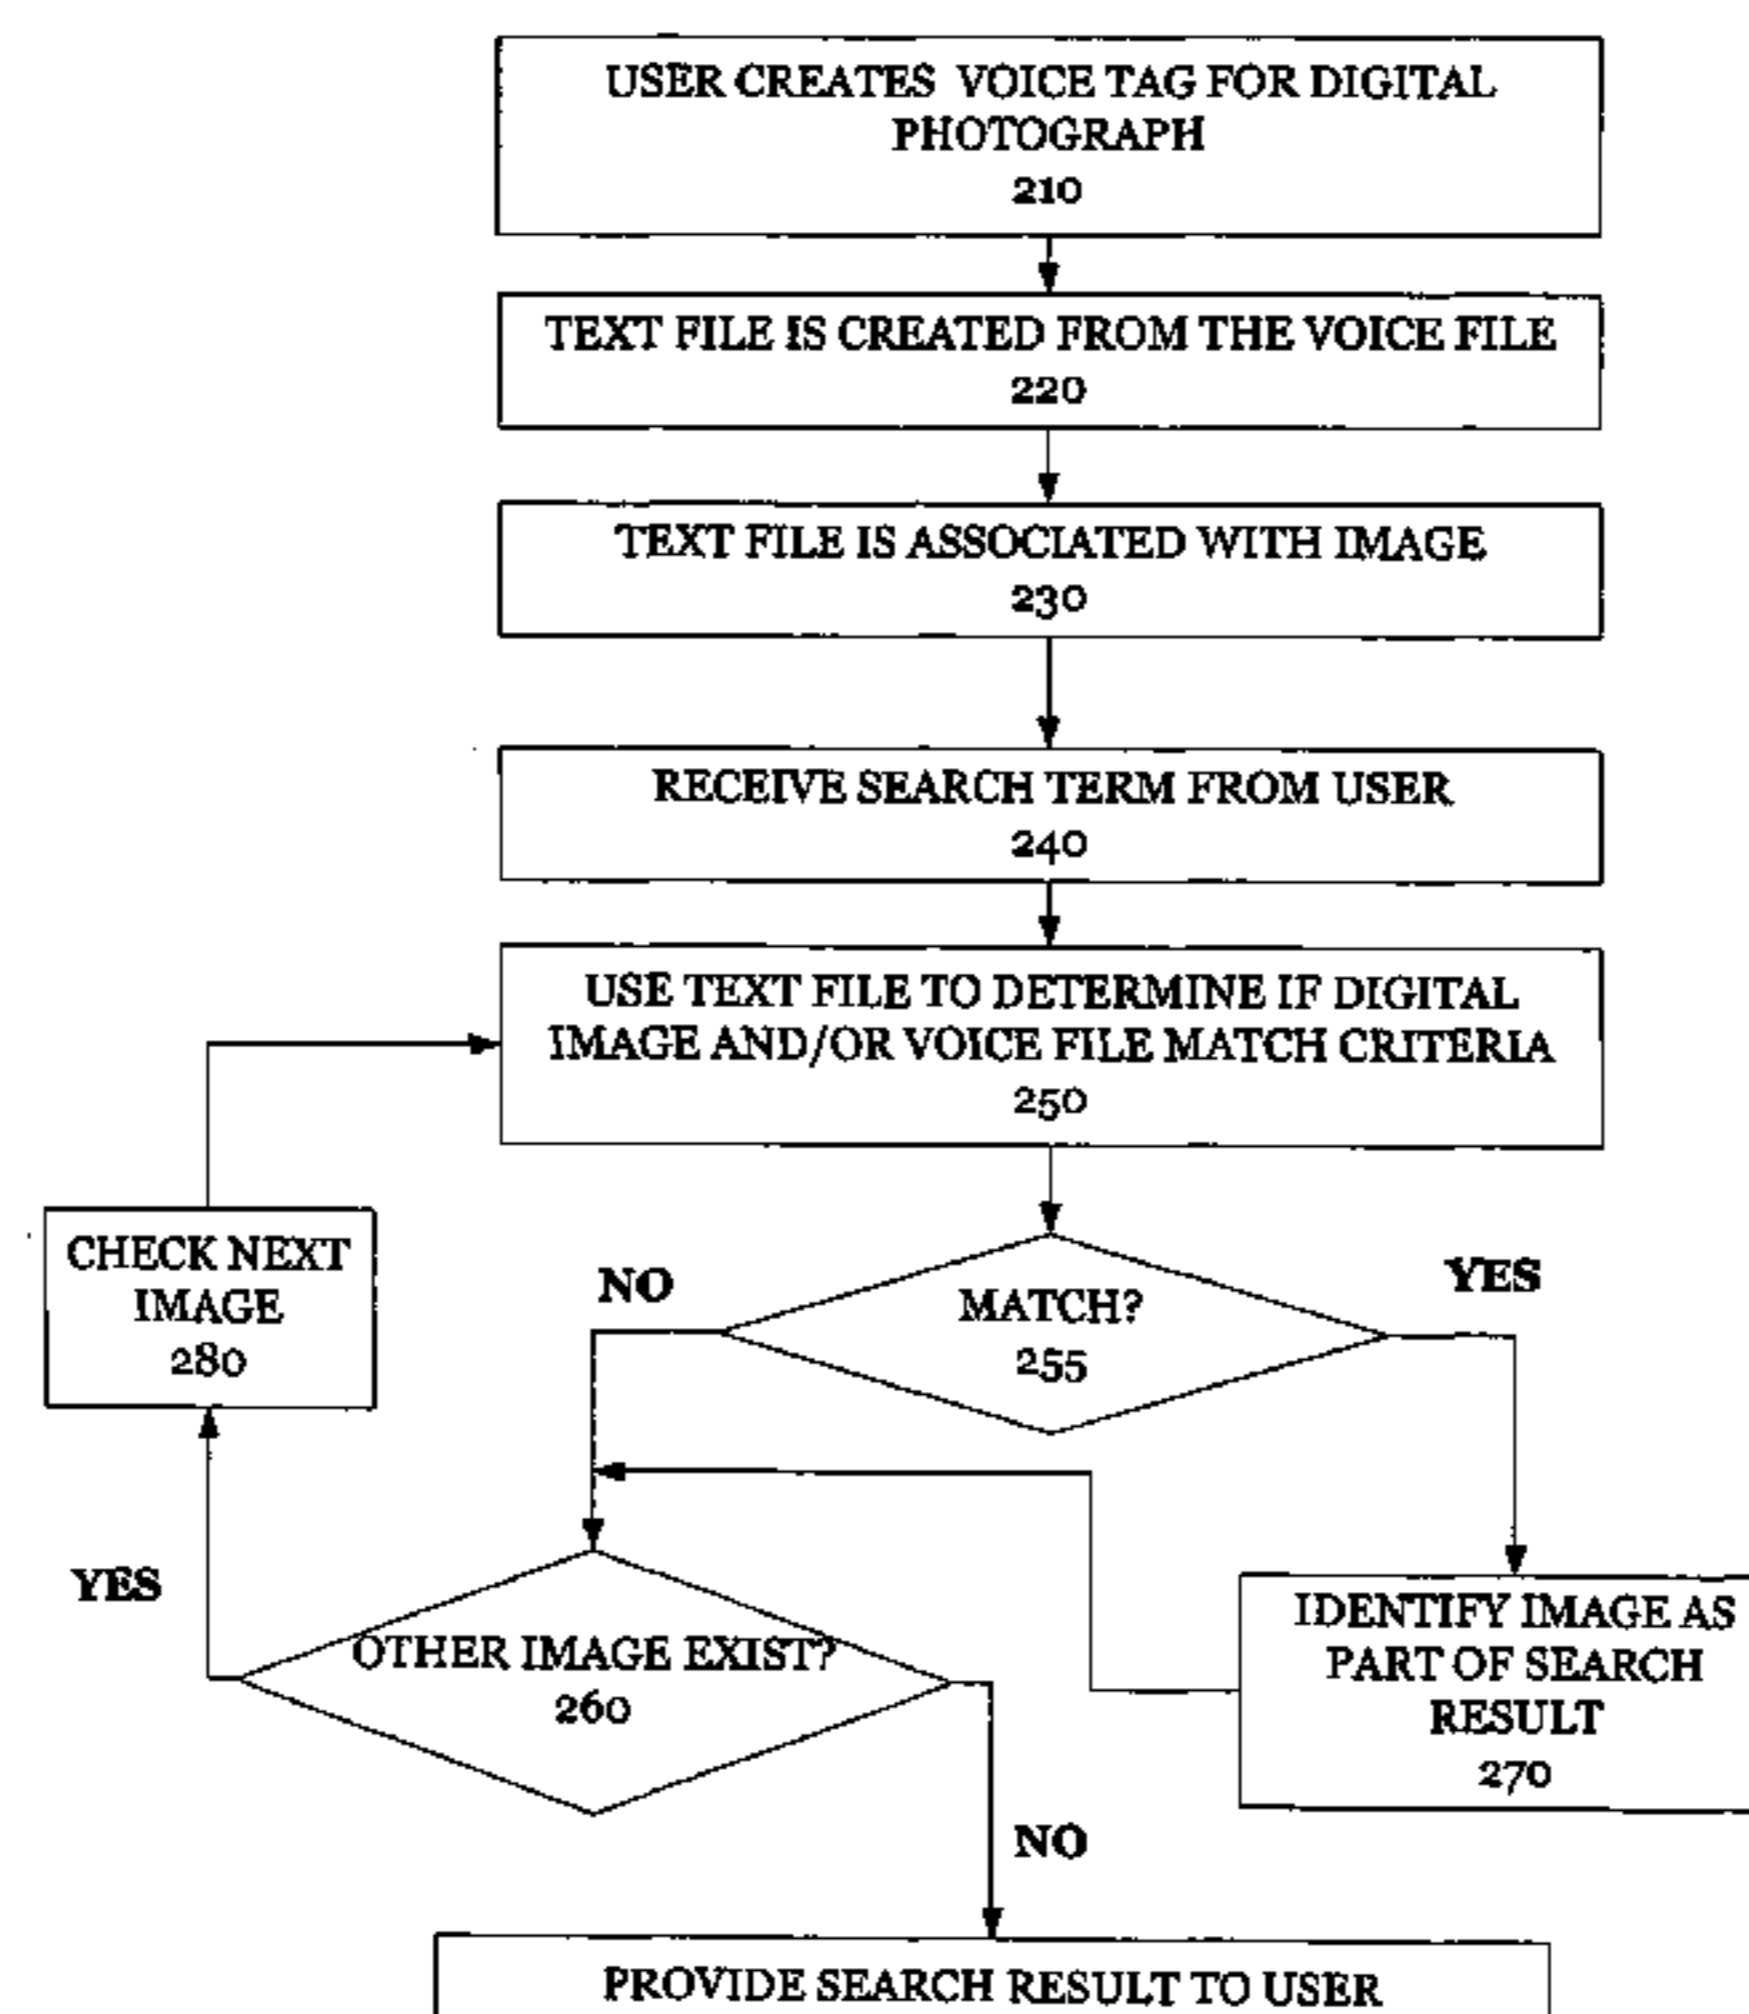 USER CREATES VOICE TAG FOR DIGITAL
PHOTOGRAPH
210
TEXT FILE IS CREATED FROM THE VOICE FILE
220
TEXT FILE IS ASSOCIATED WITH IMAGE
230
RECEIVE SEARCH TERM FROM USER
240
USE TEXT FILE TO DETERMINE IF DIGITAL
IMAGE AND/OR VOICE FILE MATCH CRITERIA
250
CHECK NEXT
IMAGE
280
NO
MATCH?
255
YES
YES
OTHER IMAGE EXIST?
260
IDENTIFY IMAGE AS
PART OF SEARCH
RESULT
270
NO
PROVIDE SEARCH RESULT TO USER